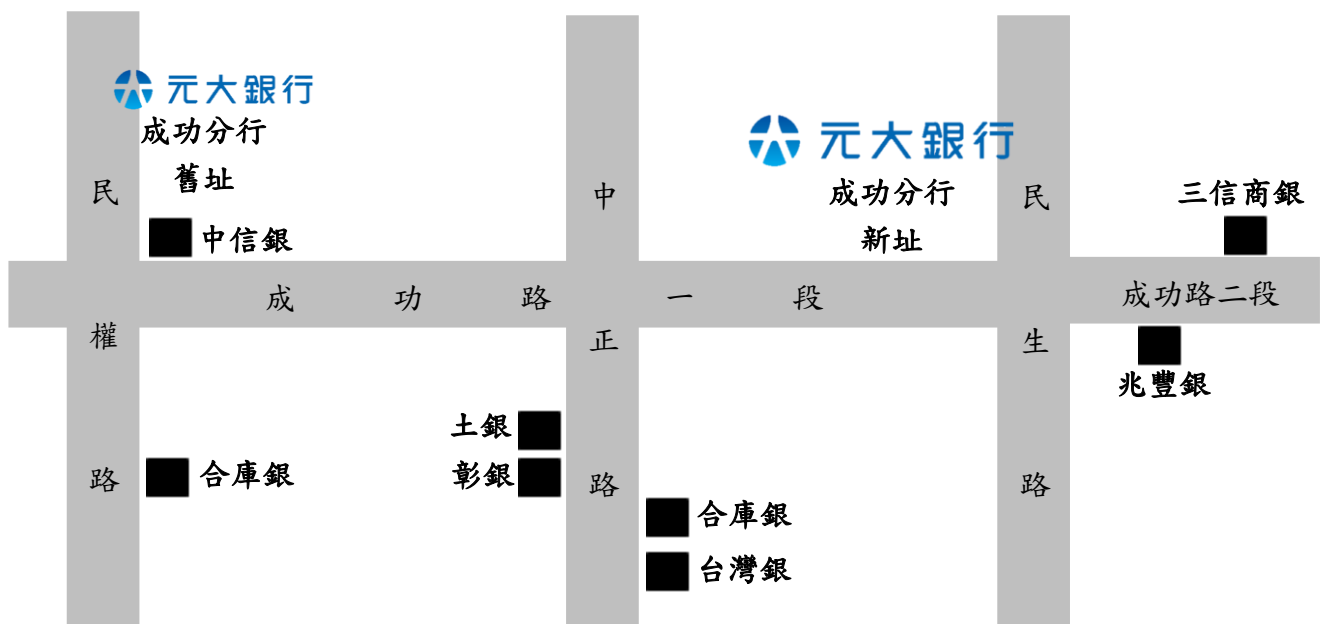 元大銀行
成功分行
舊址
中信銀
元大銀行
成功分行
新址
三信商銀
民權路
中正路
民生路
成功路一段
成功路二段
兆豐銀
土銀
彰銀
合庫銀
合庫銀
台灣銀